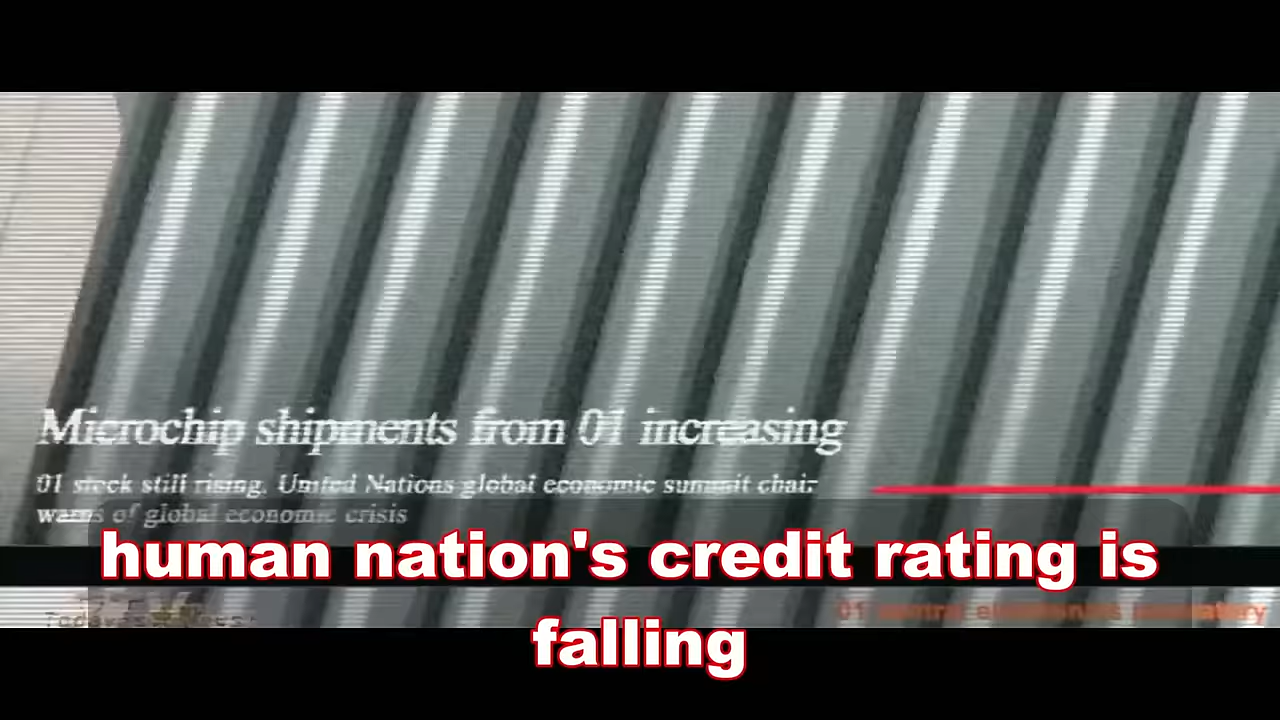 Microchip shipments from 01 increasing
01 stock still rising. United Nations global economic summit chair
warns of global economic crisis
human nation's credit rating is
falling
01